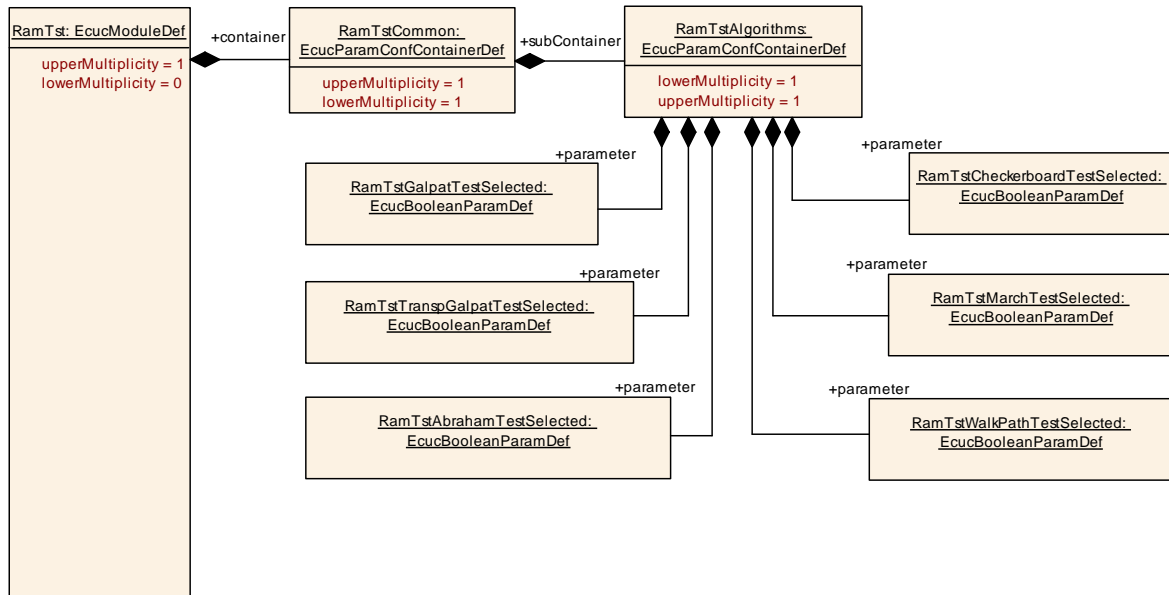 RamTst: EcucModuleDef
upperMultiplicity = 1
lowerMultiplicity = 0
+container
RamTstCommon:
EcucParamConfContainerDef
upperMultiplicity = 1
lowerMultiplicity = 1
+subContainer
RamTstAlgorithms:
EcucParamConfContainerDef
lowerMultiplicity = 1
upperMultiplicity = 1
+parameter
RamTstGalpatTestSelected:
EcucBooleanParamDef
+parameter
RamTstCheckerboardTestSelected:
EcucBooleanParamDef
+parameter
RamTstTranspGalpatTestSelected:
EcucBooleanParamDef
+parameter
RamTstMarchTestSelected:
EcucBooleanParamDef
+parameter
RamTstAbrahamTestSelected:
EcucBooleanParamDef
+parameter
RamTstWalkPathTestSelected:
EcucBooleanParamDef